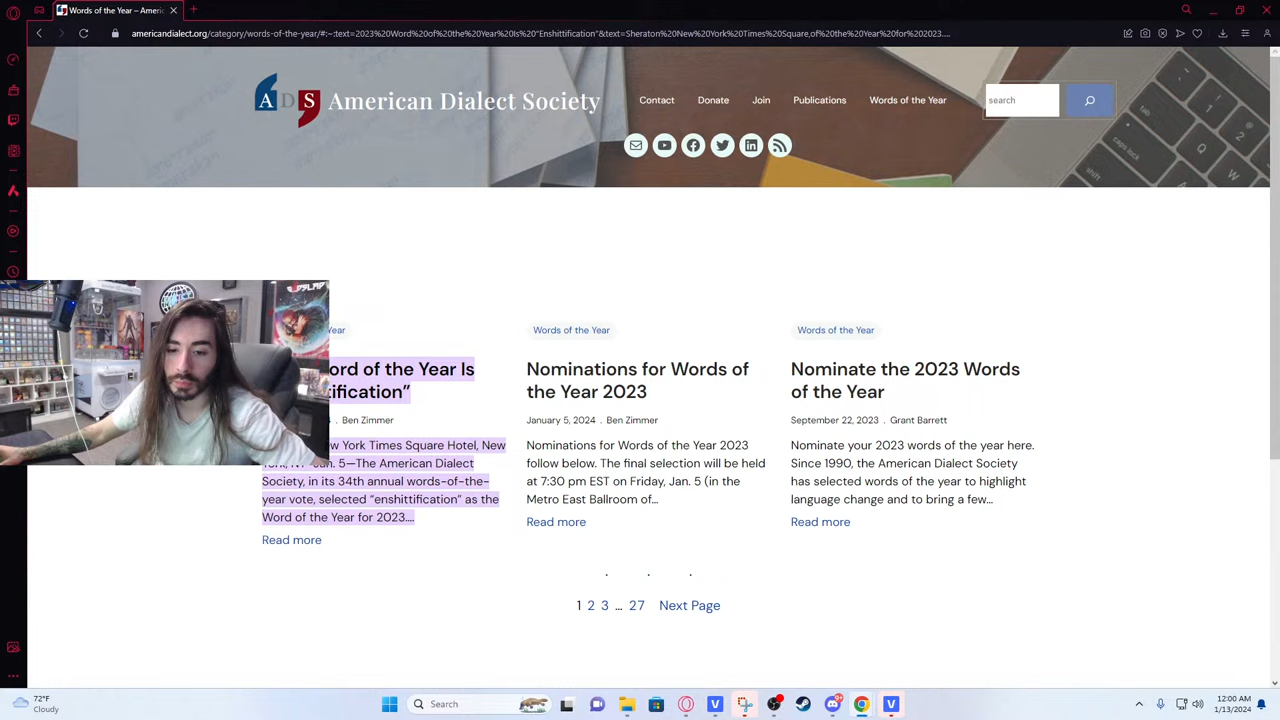 Words of the Year - American D
americandialect.org/category/words-of-the-year/#:~:text=2023%20Word%20of%20the%20Year%20Is%20“Enshittification”&text=Sheraton%20New%20York%20Times%20Square,of%20the%20Year%20for%202023....
ADS American Dialect Society
Contact Donate Join Publications Words of the Year
search
Year
Words of the Year
Words of the Year
ord of the Year Is
tification”
Ben Zimmer
York Times Square Hotel, New
Jan. 5—The American Dialect
Society, in its 34th annual words-of-the-
year vote, selected “enshittification” as the
Word of the Year for 2023....
Read more
Nominations for Words of
the Year 2023
January 5, 2024 . Ben Zimmer
Nominations for Words of the Year 2023
follow below. The final selection will be held
at 7:30 pm EST on Friday, Jan. 5 (in the
Metro East Ballroom of...
Read more
Nominate the 2023 Words
of the Year
September 22, 2023 . Grant Barrett
Nominate your 2023 words of the year here.
Since 1990, the American Dialect Society
has selected words of the year to highlight
language change and to bring a few...
Read more
1 2 3 ... 27 Next Page
72°F
Cloudy
Search
12:00 AM
1/13/2024